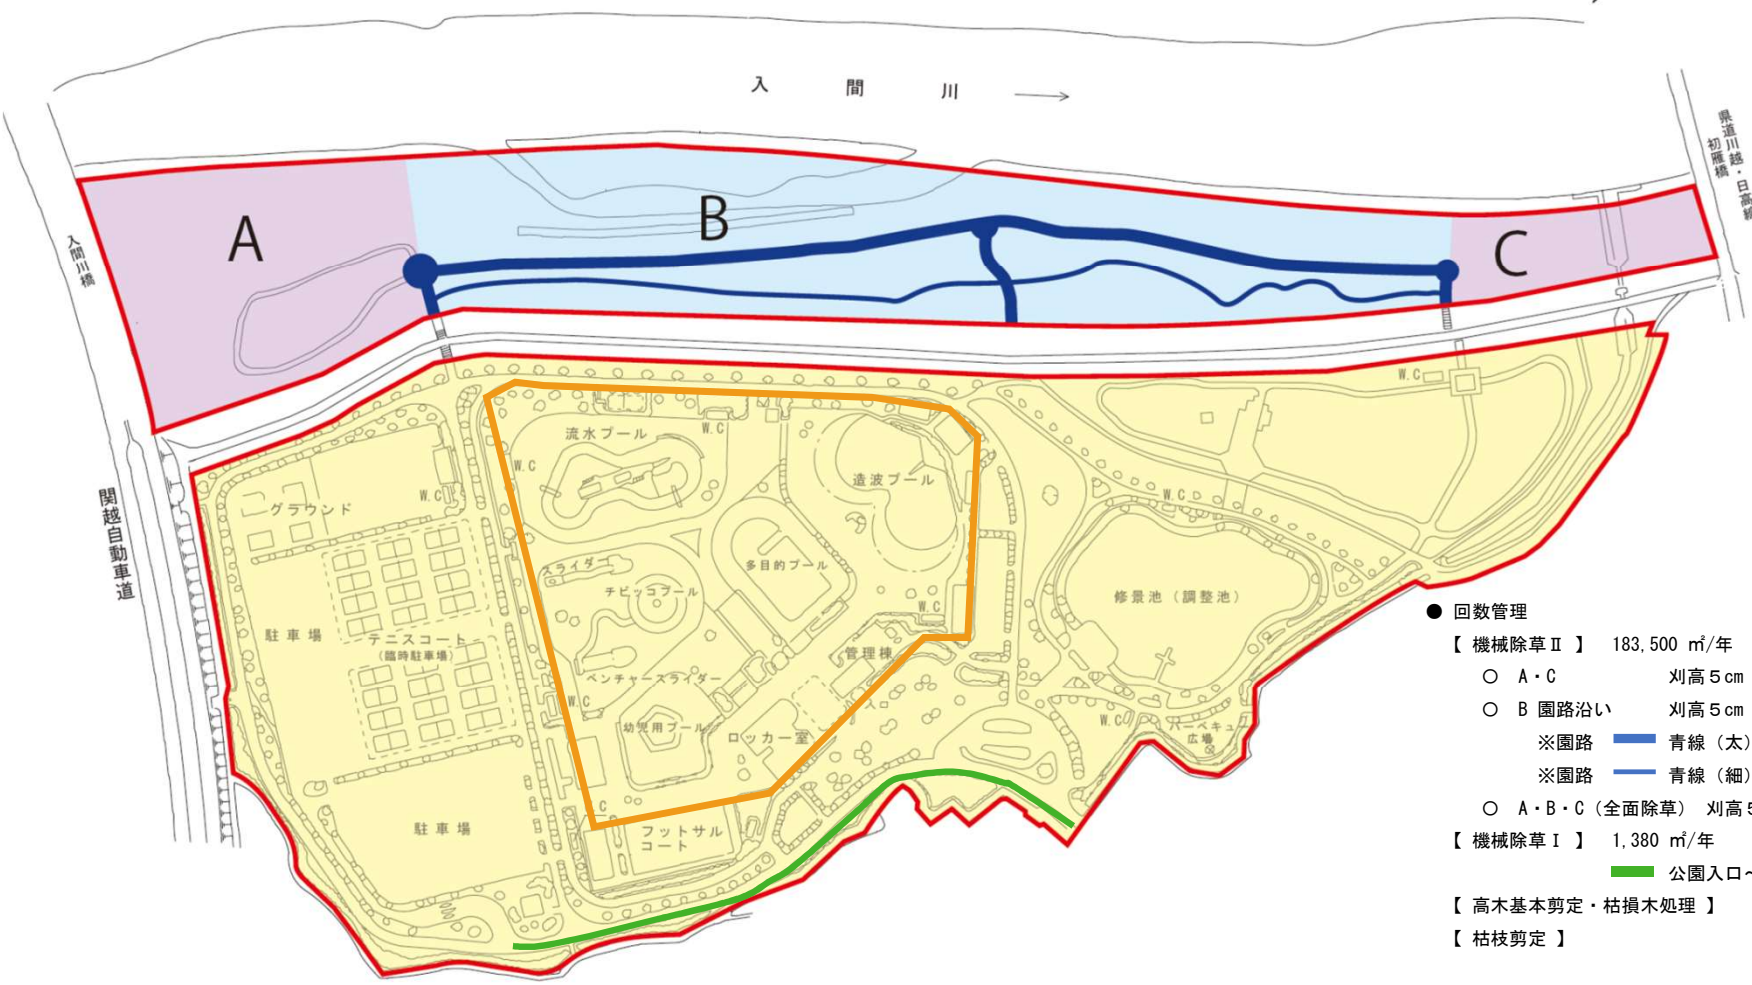 入間川 →
県道川越・日高線
初雁橋
入間川橋
A
B
C
関越自動車道
W.C
流水プール
W.C
W.C
造波プール
グラウンド
W.C
W.C
スライダー
チビッコプール
多目的プール
修景池(調整池)
駐車場
テニスコート
(臨時駐車場)
W.C
管理棟
ベンチャースライダー
W.C
入口
幼児用プール
ロッカー室
W.C
バーベキュー
広場
駐車場
フットサル
コート
● 回数管理
【 機械除草Ⅱ 】 183,500 ㎡/年
○ A・C 刈高5cm
○ B 園路沿い 刈高5cm
※園路 青線(太)
※園路 青線(細)
○ A・B・C(全面除草) 刈高5
【 機械除草Ⅰ 】 1,380 ㎡/年
公園入口~
【 高木基本剪定・枯損木処理 】
【 枯枝剪定 】